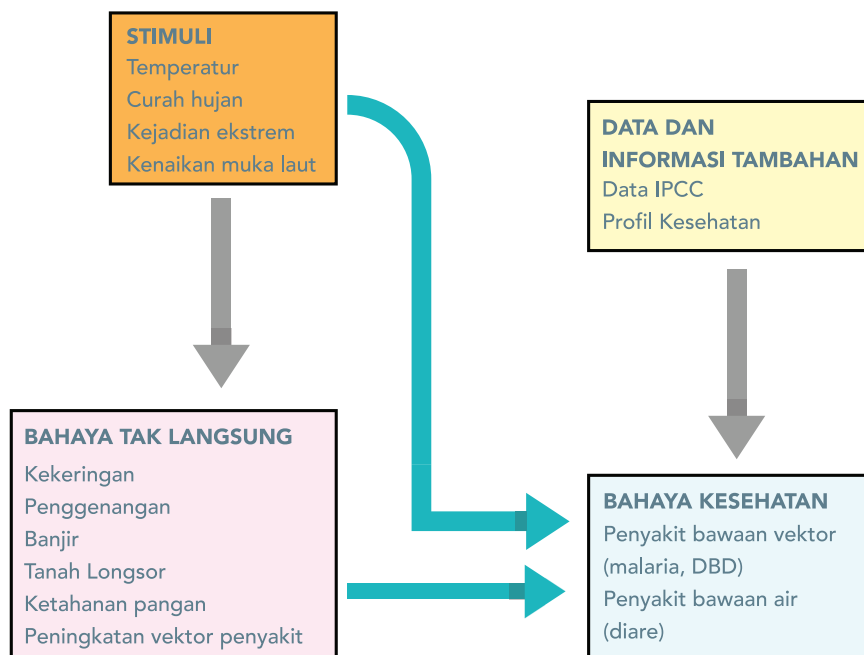 STIMULI
Temperatur
Curah hujan
Kejadian ekstrem
Kenaikan muka laut
DATA DAN
INFORMASI TAMBAHAN
Data IPCC
Profil Kesehatan
BAHAYA TAK LANGSUNG
Kekeringan
Penggenangan
Banjir
Tanah Longsor
Ketahanan pangan
Peningkatan vektor penyakit
BAHAYA KESEHATAN
Penyakit bawaan vektor
(malaria, DBD)
Penyakit bawaan air
(diare)